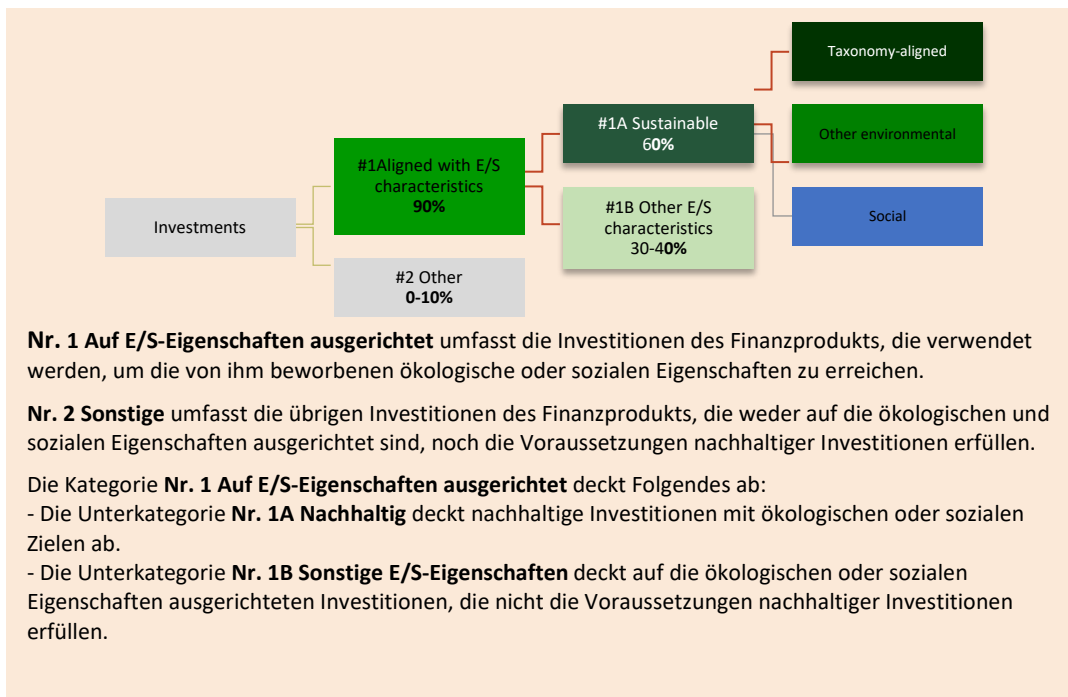 Taxonomy-aligned
#1A Sustainable
60%
Other environmental
#1Aligned with E/S
characteristics
90%
#1B Other E/S
characteristics
30-40%
Social
Investments
#2 Other
0-10%
Nr. 1 Auf E/S-Eigenschaften ausgerichtet umfasst die Investitionen des Finanzprodukts, die verwendet
werden, um die von ihm beworbenen ökologische oder sozialen Eigenschaften zu erreichen.
Nr. 2 Sonstige umfasst die übrigen Investitionen des Finanzprodukts, die weder auf die ökologischen und
sozialen Eigenschaften ausgerichtet sind, noch die Voraussetzungen nachhaltiger Investitionen erfüllen.
Die Kategorie Nr. 1 Auf E/S-Eigenschaften ausgerichtet deckt Folgendes ab:
- Die Unterkategorie Nr. 1A Nachhaltig deckt nachhaltige Investitionen mit ökologischen oder sozialen
Zielen ab.
- Die Unterkategorie Nr. 1B Sonstige E/S-Eigenschaften deckt auf die ökologischen oder sozialen
Eigenschaften ausgerichteten Investitionen, die nicht die Voraussetzungen nachhaltiger Investitionen
erfüllen.